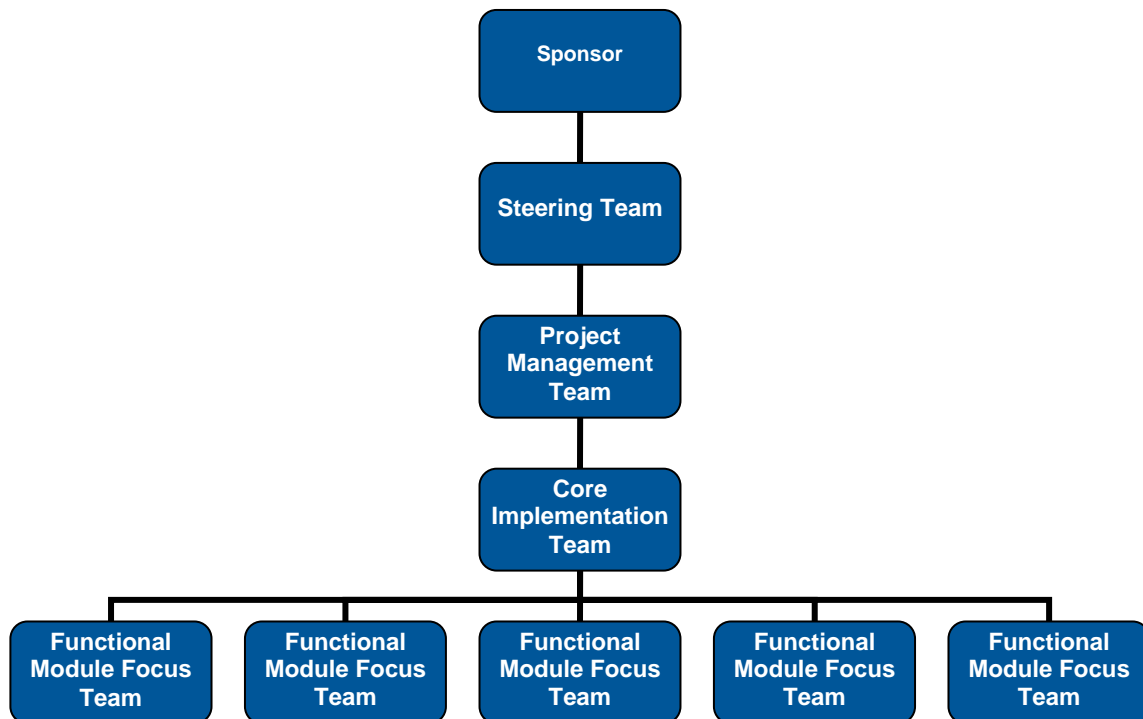 Sponsor
Steering Team
Project
Management
Team
Core
Implementation
Team
Functional
Module Focus
Team
Functional
Module Focus
Team
Functional
Module Focus
Team
Functional
Module Focus
Team
Functional
Module Focus
Team